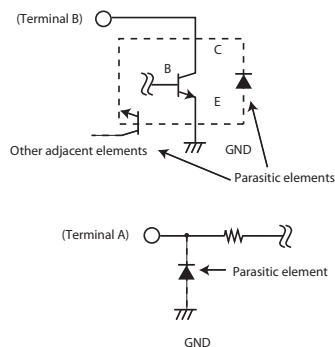 (Terminal B)
C
B
E
Other adjacent elements
GND
Parasitic elements
(Terminal A)
Parasitic element
GND